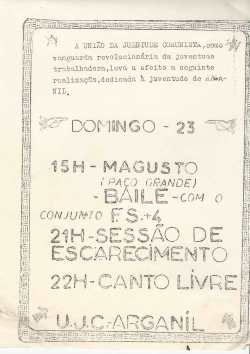 A UNIÃO DA JUVENTUDE COMUNISTA, como
vanguarda revolucionária da juventude
trabalhadora, leva a efeito a seguinte
realização, dedicada à juventude de ARGA-
NIL,
DOMINGO - 23
15H - MAGUSTO
(PAÇO GRANDE)
- BAILE - COM O
CONJUNTO F.S.+4
21H - SESSÃO DE
ESCARECIMENTO
22H - CANTO LIVRE
U.J.C. - ARGANIL